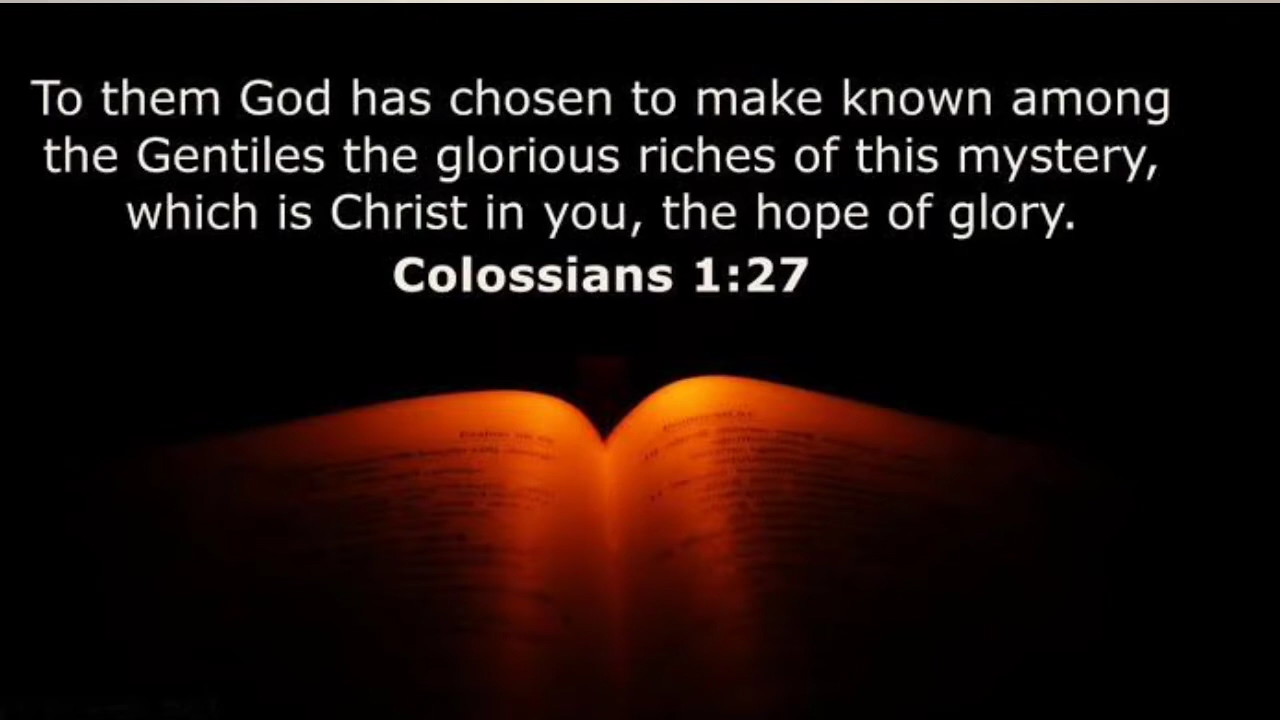 To them God has chosen to make known among
the Gentiles the glorious riches of this mystery,
which is Christ in you, the hope of glory.
Colossians 1:27